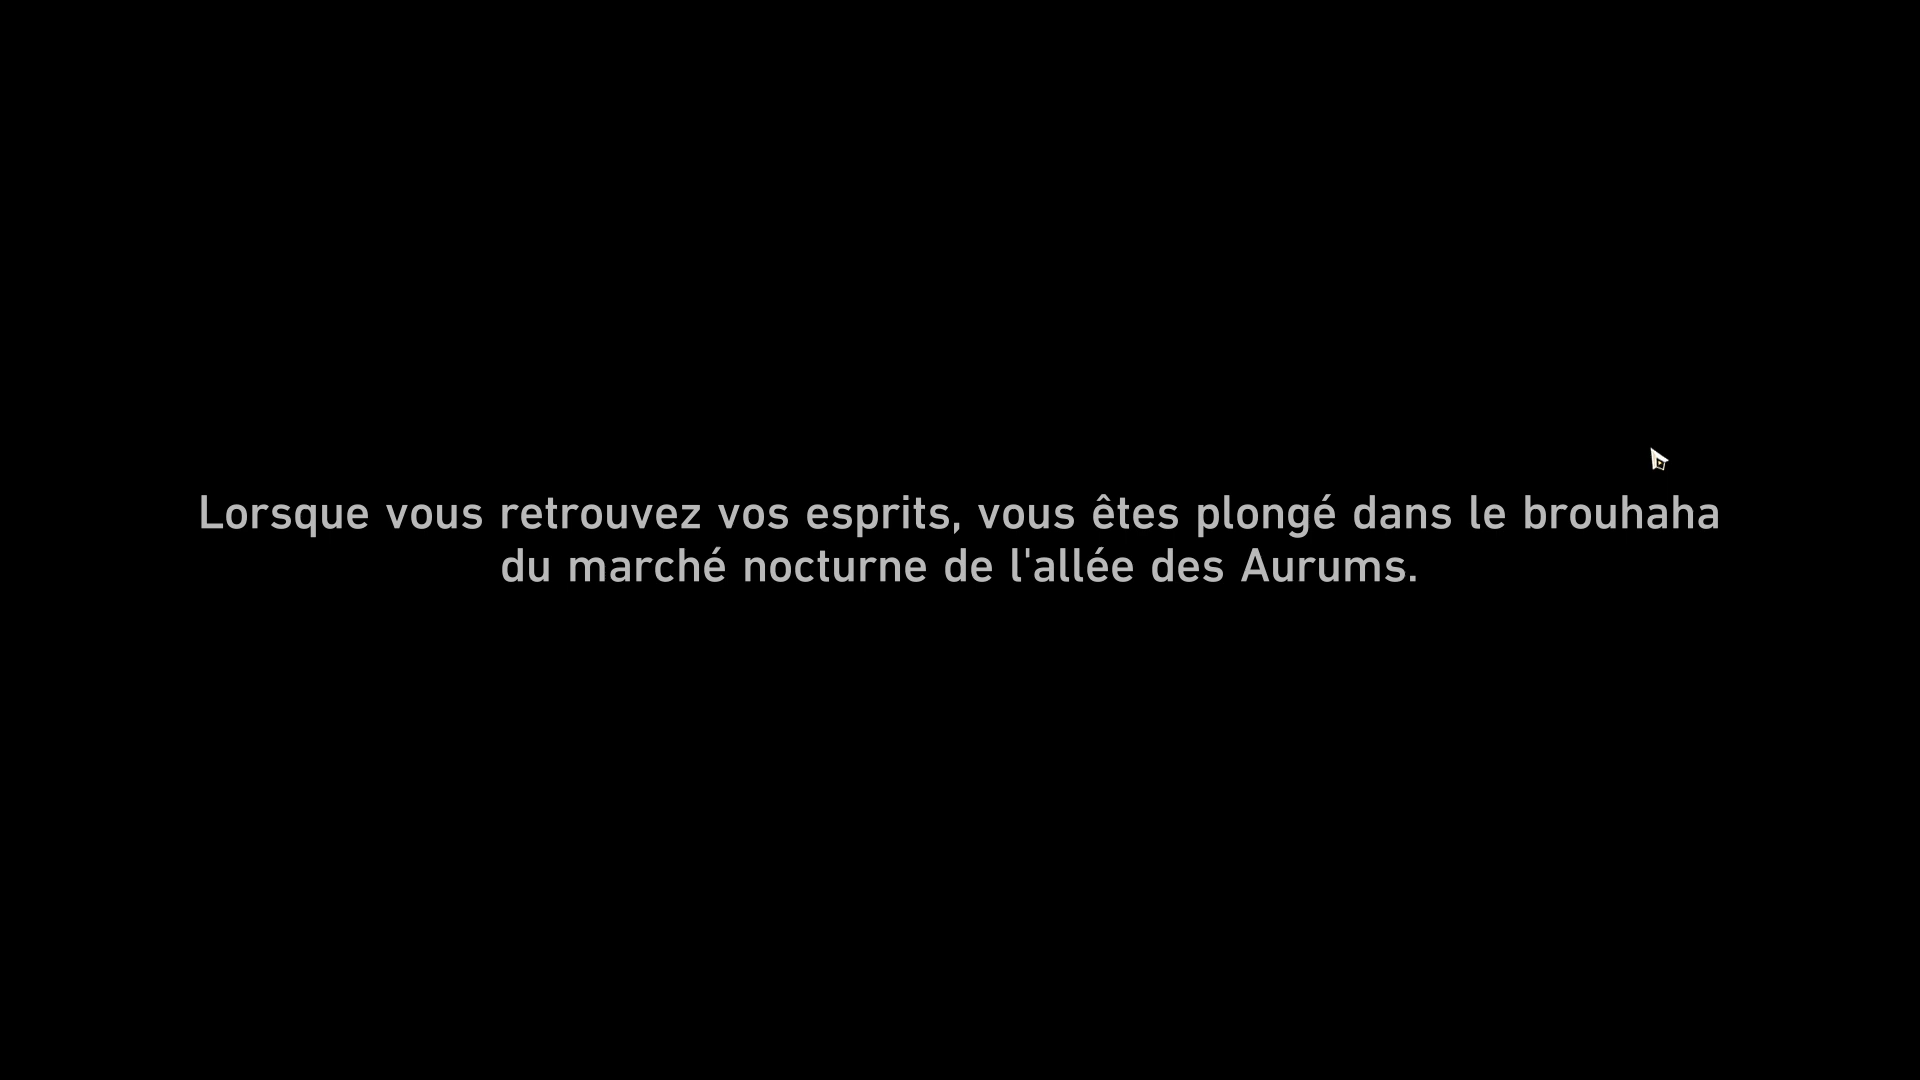 Lorsque vous retrouvez vos esprits, vous êtes plongé dans le brouhaha
du marché nocturne de l'allée des Aurums.